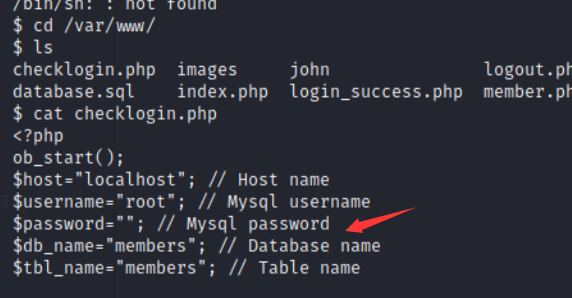 /bin/sh: : not found
$ cd /var/www/
$ ls
checklogin.php images john logout.ph
database.sql index.php login_success.php member.ph
$ cat checklogin.php
<?php
ob_start();
$host="localhost"; // Host name
$username="root"; // Mysql username
$password=""; // Mysql password
$db_name="members"; // Database name
$tbl_name="members"; // Table name